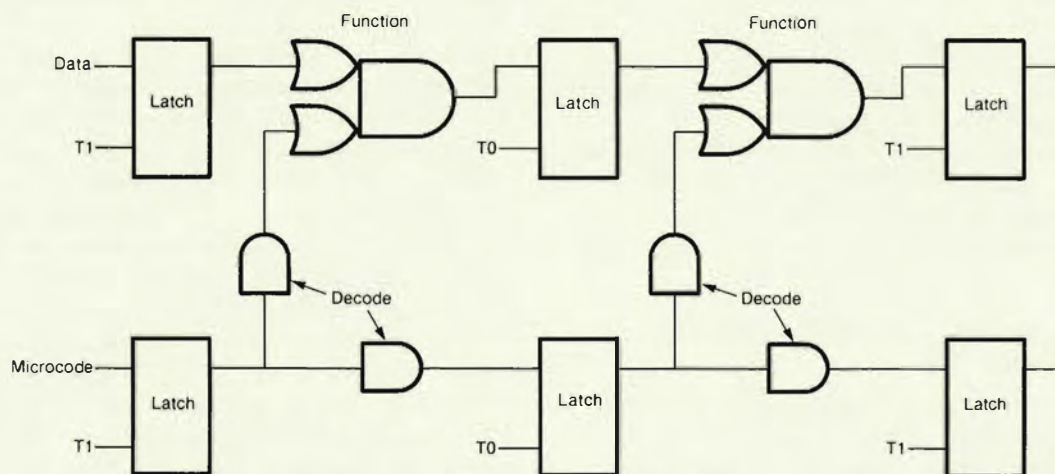 Function
Function
Data
Latch
Latch
Latch
T1
T0
T1
Decode
Decode
Microcode
Latch
Latch
Latch
T1
T0
T1